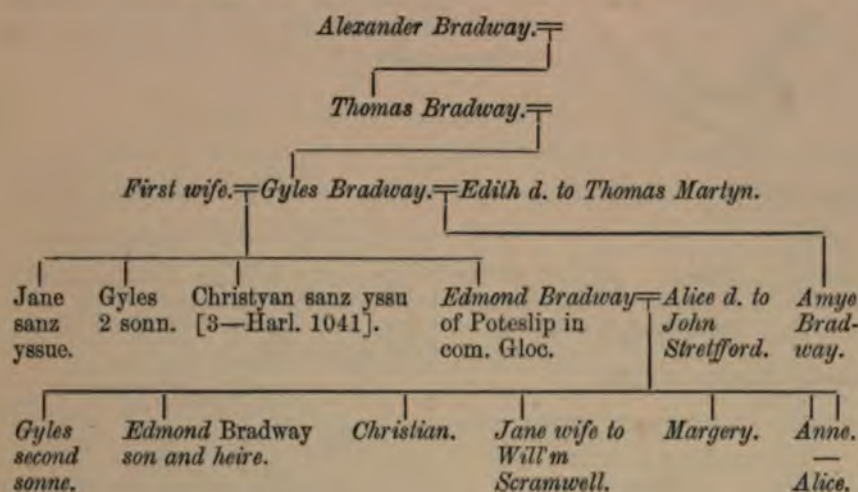 Alexander Bradway.
Thomas Bradway.
First wife. Gyles Bradway. Edith d. to Thomas Martyn.
Jane Gyles Christyan sanz yssu Edmond Bradway Alice d. to Amye
sanz 2 sonn. [3—Harl. 1041]. of Poteslip in John Brad-
yssue. com. Gloc. Stretfford. way.
Gyles Edmond Bradway Christian. Jane wife to Margery. Anne.
second son and heire. Will'm —
sonne. Scramwell. Alice.